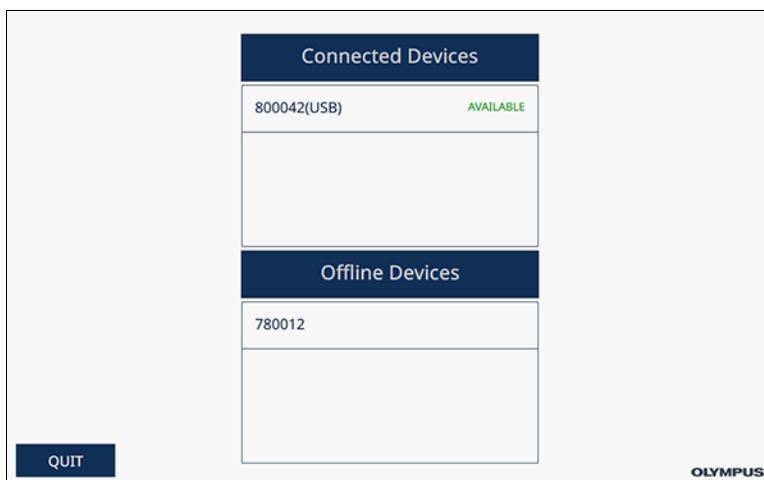 Connected Devices
800042(USB) AVAILABLE
Offline Devices
780012
QUIT
OLYMPUS